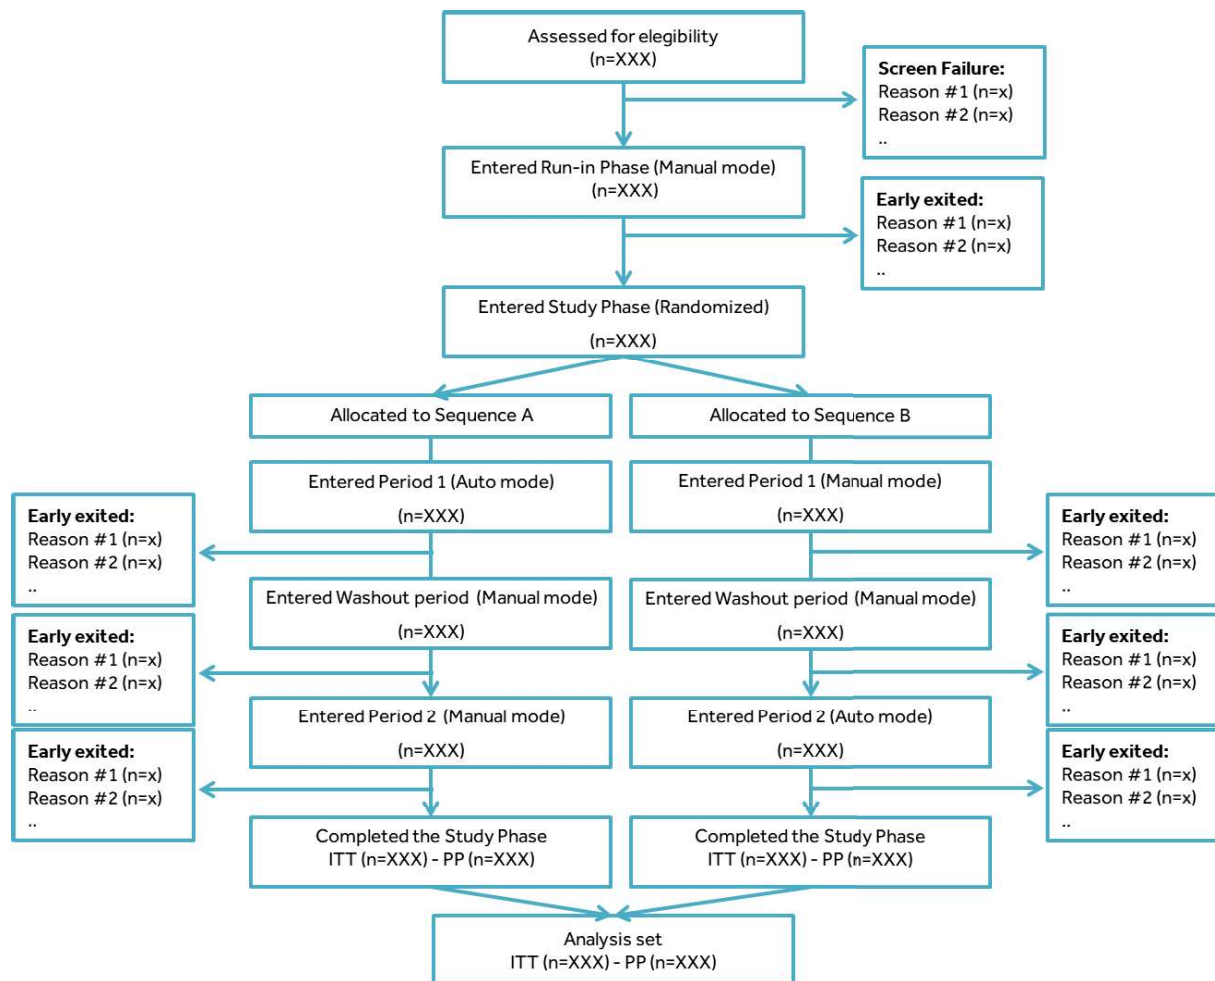 Assessed for elegibility
(n=XXX)
Screen Failure:
Reason #1 (n=x)
Reason #2 (n=x)
..
Entered Run-in Phase (Manual mode)
(n=XXX)
Early exited:
Reason #1 (n=x)
Reason #2 (n=x)
..
Entered Study Phase (Randomized)
(n=XXX)
Allocated to Sequence A
Allocated to Sequence B
Entered Period 1 (Auto mode)
(n=XXX)
Entered Period 1 (Manual mode)
(n=XXX)
Early exited:
Reason #1 (n=x)
Reason #2 (n=x)
..
Early exited:
Reason #1 (n=x)
Reason #2 (n=x)
..
Entered Washout period (Manual mode)
(n=XXX)
Entered Washout period (Manual mode)
(n=XXX)
Early exited:
Reason #1 (n=x)
Reason #2 (n=x)
..
Early exited:
Reason #1 (n=x)
Reason #2 (n=x)
..
Entered Period 2 (Manual mode)
(n=XXX)
Entered Period 2 (Auto mode)
(n=XXX)
Early exited:
Reason #1 (n=x)
Reason #2 (n=x)
..
Early exited:
Reason #1 (n=x)
Reason #2 (n=x)
..
Completed the Study Phase
ITT (n=XXX) - PP (n=XXX)
Completed the Study Phase
ITT (n=XXX) - PP (n=XXX)
Analysis set
ITT (n=XXX) - PP (n=XXX)